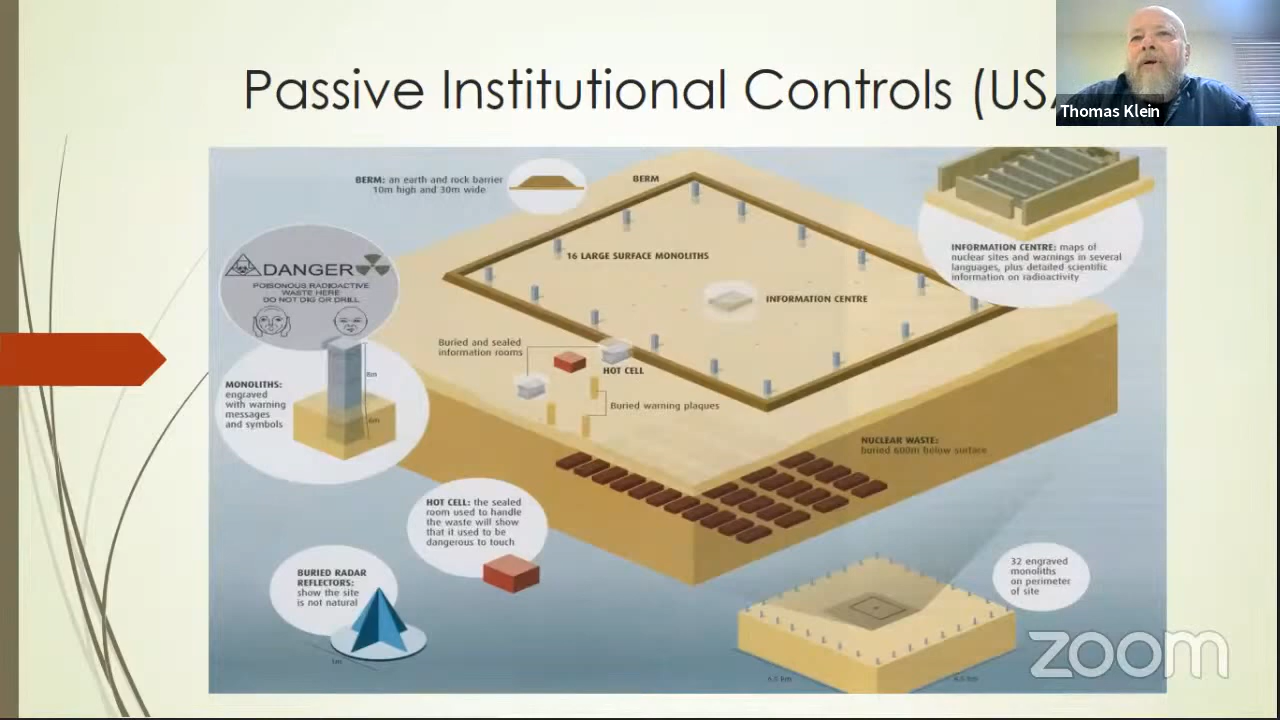 Passive Institutional Controls (US
Thomas Klein
BERM: an earth and rock barrier
10m high and 30m wide
BERM
16 LARGE SURFACE MONOLITHS
INFORMATION CENTRE
INFORMATION CENTRE: maps of
nuclear sites and warnings in several
languages, plus detailed scientific
information on radioactivity
DANGER
POISONOUS RADIOACTIVE
WASTE HERE
DO NOT DIG OR DRILL
MONOLITHS:
engraved
with warning
messages
and symbols
8m
Buried and sealed
information rooms
HOT CELL
Buried warning plaques
NUCLEAR WASTE:
buried 600m below surface
HOT CELL: the sealed
room used to handle
the waste will show
that it used to be
dangerous to touch
BURIED RADAR
REFLECTORS:
show the site
is not natural
1m
32 engraved
monoliths
on perimeter
of site
zoom